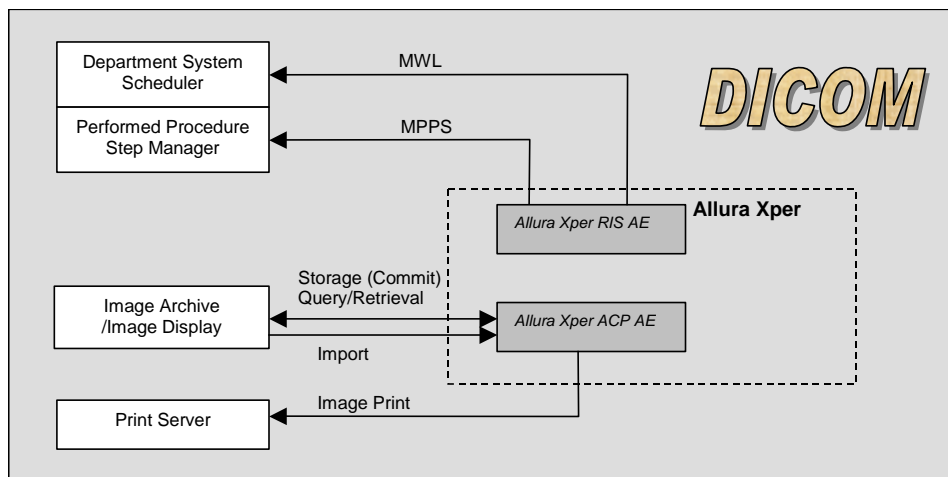 Department System
Scheduler
MWL
DICOM
Performed Procedure
Step Manager
MPPS
Allura Xper
Allura Xper RIS AE
Storage (Commit)
Query/Retrieval
Image Archive
/Image Display
Allura Xper ACP AE
Import
Image Print
Print Server